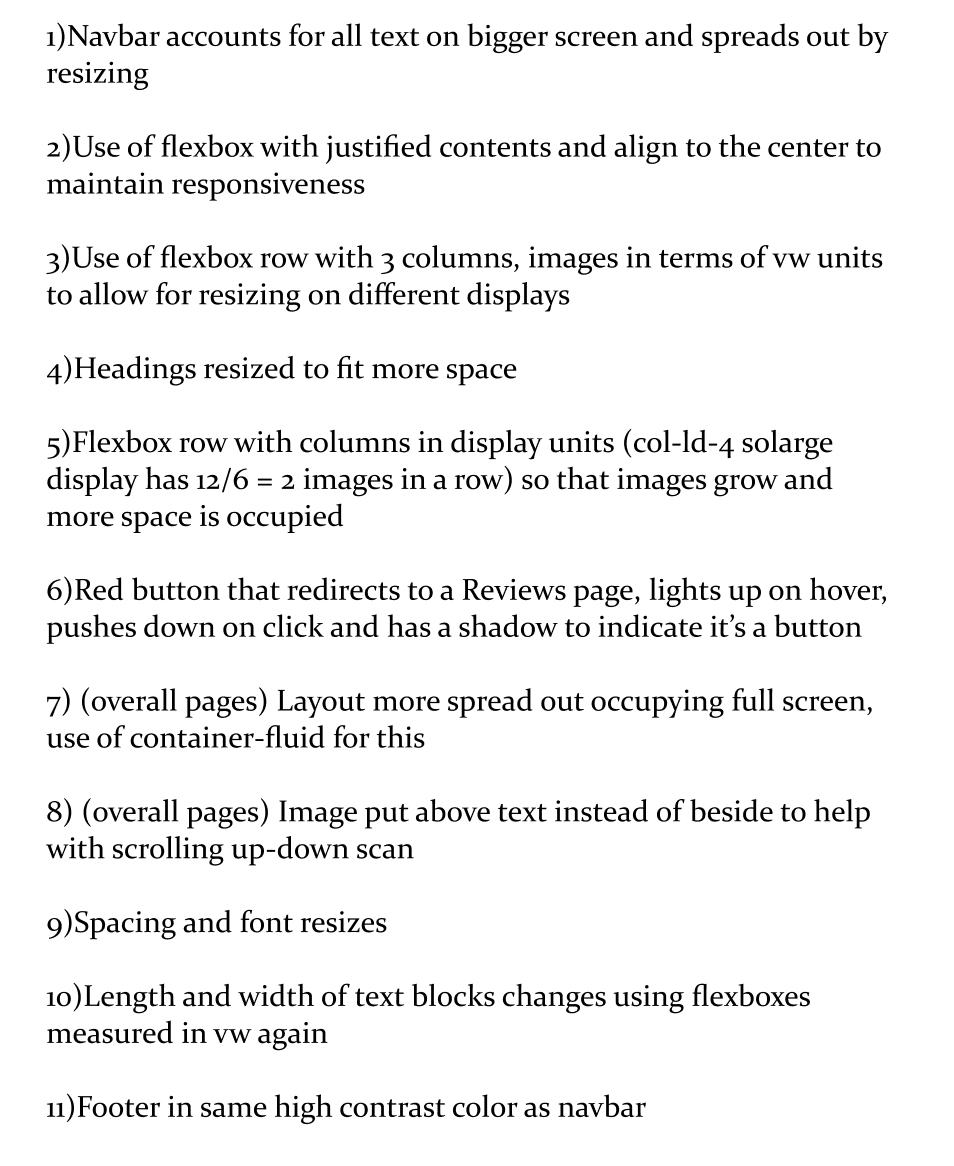 1)Navbar accounts for all text on bigger screen and spreads out by
resizing
2)Use of flexbox with justified contents and align to the center to
maintain responsiveness
3)Use of flexbox row with 3 columns, images in terms of vw units
to allow for resizing on different displays
4)Headings resized to fit more space
5)Flexbox row with columns in display units (col-ld-4 solarge
display has 12/6 = 2 images in a row) so that images grow and
more space is occupied
6)Red button that redirects to a Reviews page, lights up on hover,
pushes down on click and has a shadow to indicate it’s a button
7) (overall pages) Layout more spread out occupying full screen,
use of container-fluid for this
8) (overall pages) Image put above text instead of beside to help
with scrolling up-down scan
9)Spacing and font resizes
10)Length and width of text blocks changes using flexboxes
measured in vw again
11)Footer in same high contrast color as navbar